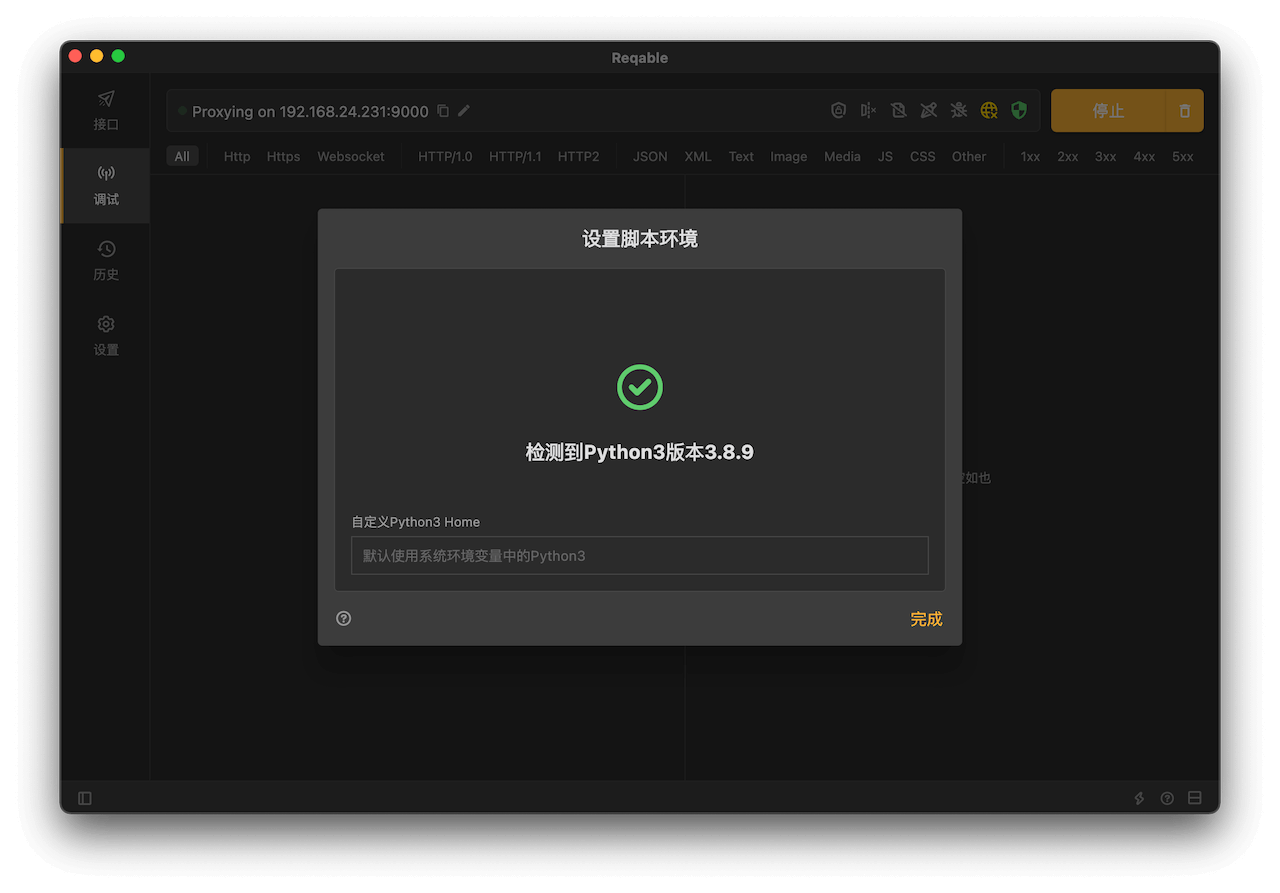 Reqable
接口
调试
历史
设置
Proxying on 192.168.24.231:9000
停止
All Http Https Websocket HTTP/1.0 HTTP/1.1 HTTP2 JSON XML Text Image Media JS CSS Other 1xx 2xx 3xx 4xx 5xx
设置脚本环境
检测到Python3版本3.8.9
如也
自定义Python3 Home
默认使用系统环境变量中的Python3
完成